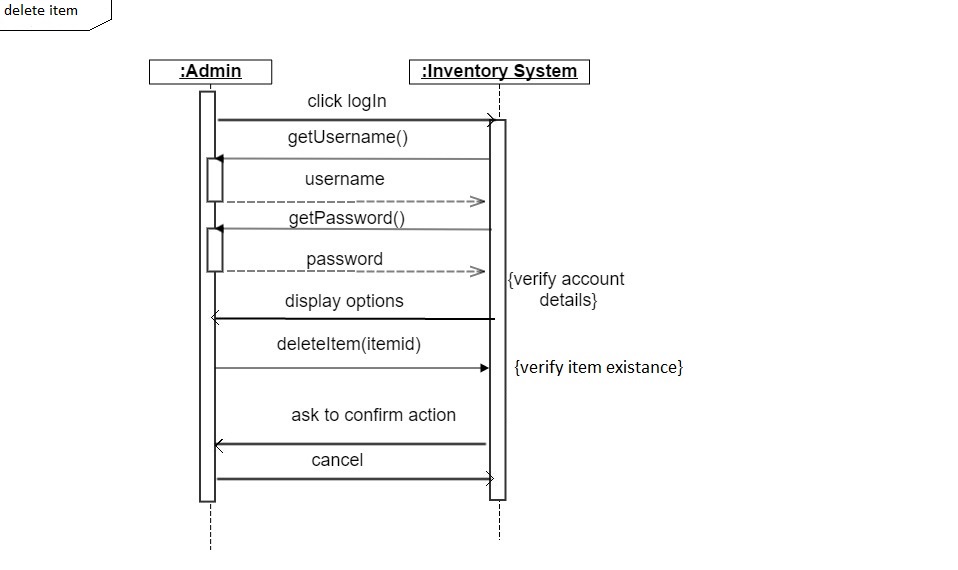 delete item
:Admin
:Inventory System
click logIn
getUsername()
username
getPassword()
password
{verify account
details}
display options
deleteItem(itemid)
{verify item existance}
ask to confirm action
cancel